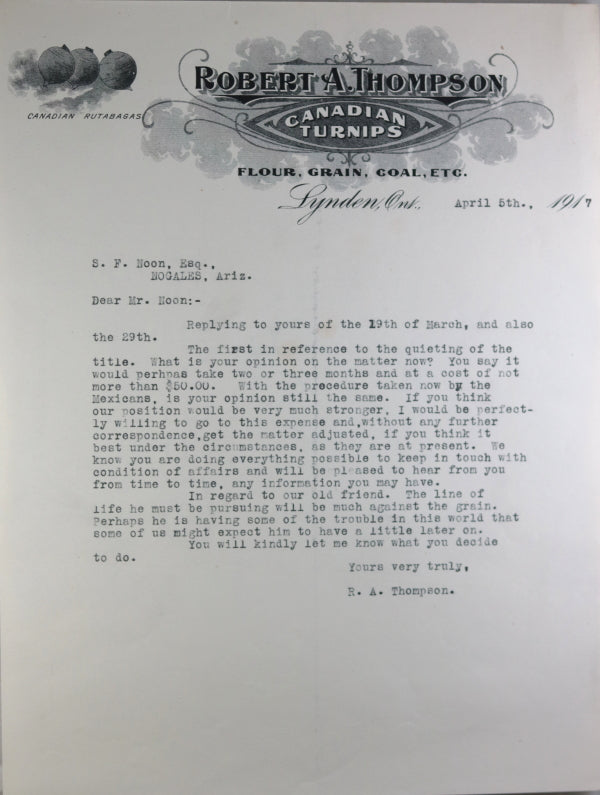 ROBERT A. THOMPSON
CANADIAN
TURNIPS
CANADIAN RUTABAGAS
FLOUR, GRAIN, COAL, ETC.
Lynden, Ont., April 5th., 1917
S. F. Noon, Esq.,
NOGALES, Ariz.
Dear Mr. Noon:-
Replying to yours of the 19th of March, and also
the 29th.
The first in reference to the quieting of the
title. What is your opinion on the matter now? You say it
would perhpas take two or three months and at a cost of not
more than $50.00. With the procedure taken now by the
Mexicans, is your opinion still the same. If you think
our position would be very much stronger, I would be perfect-
ly willing to go to this expense and,without any further
correspondence,get the matter adjusted, if you think it
best under the circumstances, as they are at present. We
know you are doing everything possible to keep in touch with
condition of affairs and will be pleased to hear from you
from time to time, any information you may have.
In regard to our old friend. The line of
life he must be pursuing will be much against the grain.
Perhaps he is having some of the trouble in this world that
some of us might expect him to have a little later on.
You will kindly let me know what you decide
to do.
Yours very truly,
R. A. Thompson.